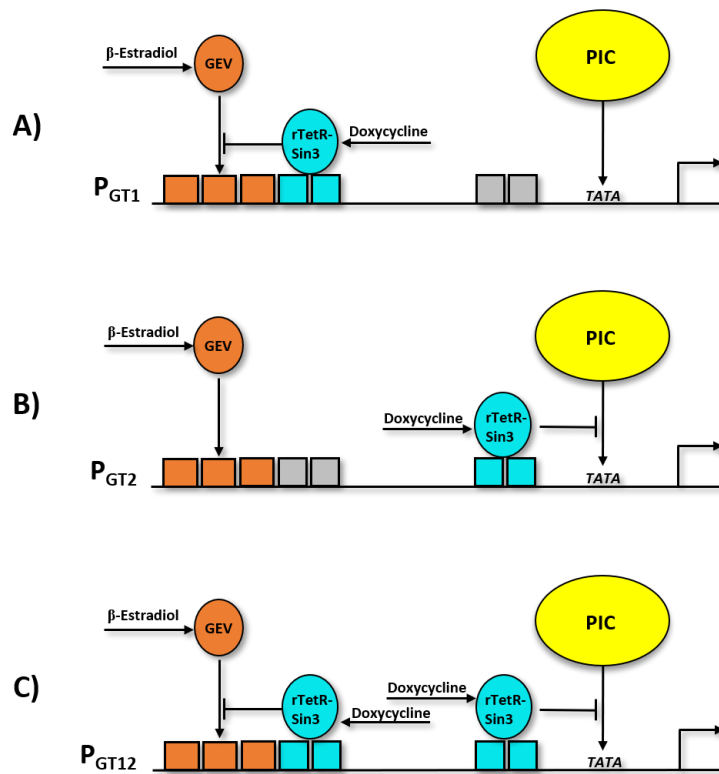 β-Estradiol
GEV
PIC
A)
rTetR-
Sin3
Doxycycline
PGT1
TATA
β-Estradiol
GEV
PIC
B)
Doxycycline
rTetR-
Sin3
PGT2
TATA
β-Estradiol
GEV
PIC
C)
rTetR-
Sin3
Doxycycline
Doxycycline
rTetR-
Sin3
PGT12
TATA